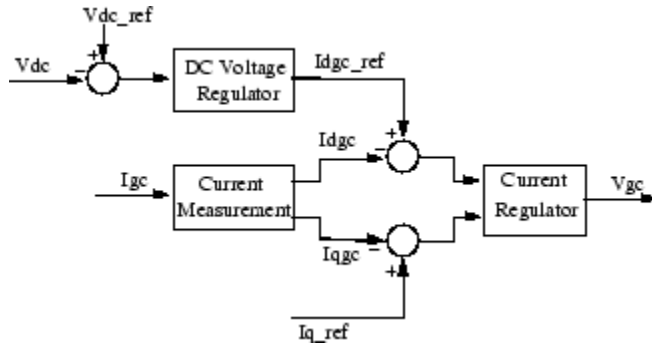 Vdc_ref
Vdc
DC Voltage
Regulator
Idgc_ref
+
−
+
−
Idgc
Igc
Current
Measurement
Current
Regulator
Vgc
Iqgc
−
+
Iq_ref